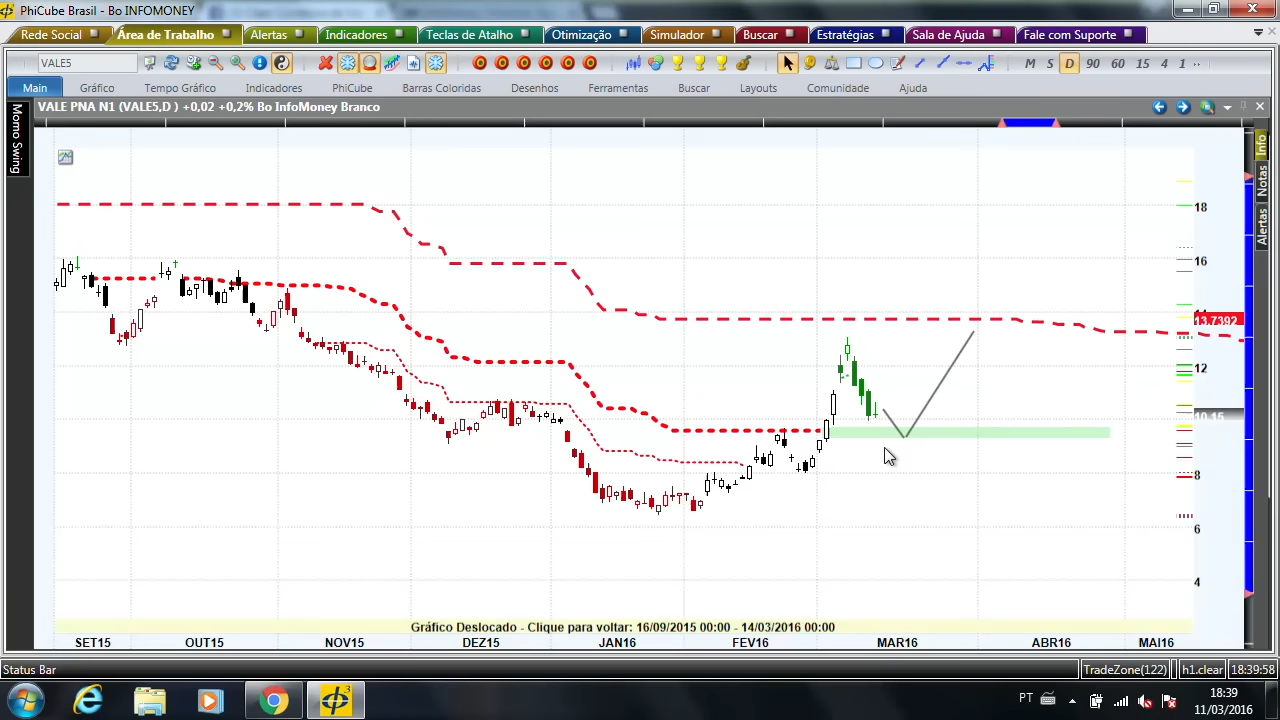 PhiCube Brasil - Bo INFOMONEY
Rede Social Área de Trabalho Alertas Indicadores Teclas de Atalho Otimização Simulador Buscar Estratégias Sala de Ajuda Fale com Suporte
VALE5 M S D 90 60 15 4 1
Main Gráfico Tempo Gráfico Indicadores PhiCube Barras Coloridas Desenhos Ferramentas Buscar Layouts Comunidade Ajuda
VALE PNA N1 (VALE5,D ) +0,02 +0,2% Bo InfoMoney Branco
Momo Swing
Info
Notas
Alertas
18
16
14
13.7392
12
10.15
8
6
4
Gráfico Deslocado - Clique para voltar: 16/09/2015 00:00 - 14/03/2016 00:00
SET15 OUT15 NOV15 DEZ15 JAN16 FEV16 MAR16 ABR16 MAI16
Status Bar TradeZone(122) h1.clear 18:39:58
PT 18:39
11/03/2016